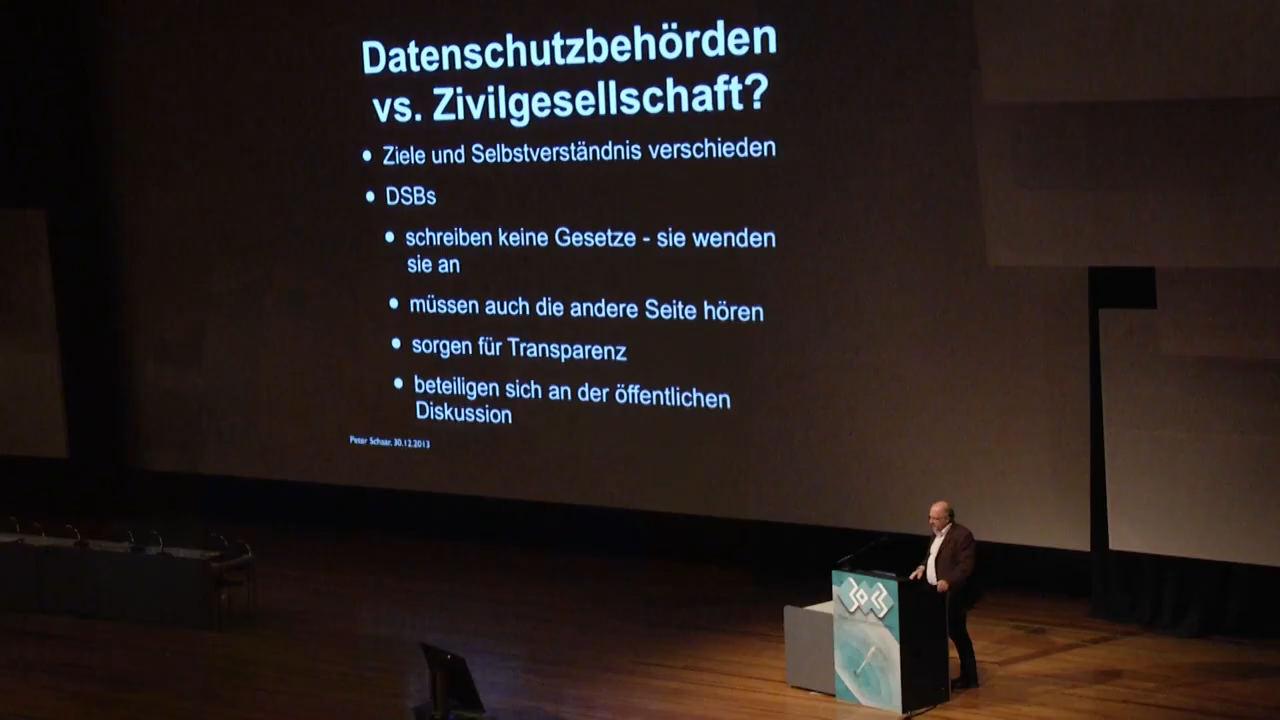 Datenschutzbehörden
vs. Zivilgesellschaft?
• Ziele und Selbstverständnis verschieden
• DSBs
• schreiben keine Gesetze - sie wenden
sie an
• müssen auch die andere Seite hören
• sorgen für Transparenz
• beteiligen sich an der öffentlichen
Diskussion
Peter Schaar, 30.12.2013
30C3